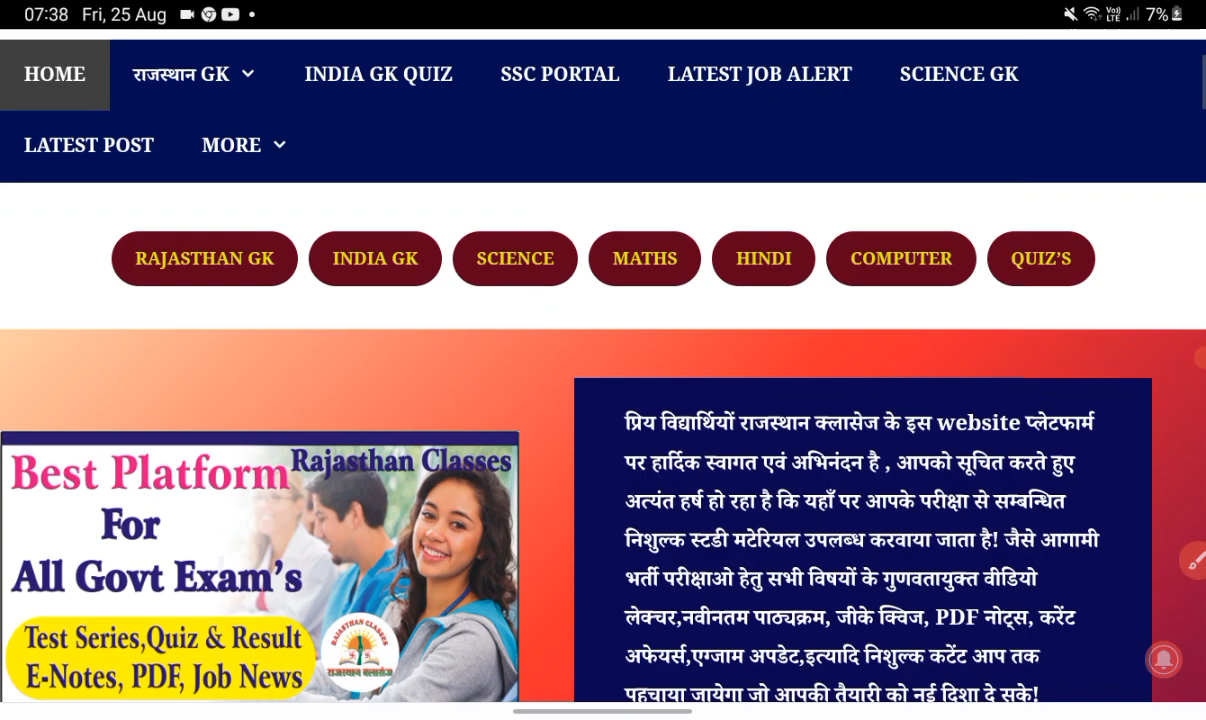 07:38 Fri, 25 Aug
Vo)) LTE 7%
HOME राजस्थान GK INDIA GK QUIZ SSC PORTAL LATEST JOB ALERT SCIENCE GK
LATEST POST MORE
RAJASTHAN GK INDIA GK SCIENCE MATHS HINDI COMPUTER QUIZ’S
Best Platform
Rajasthan Classes
For
All Govt Exam's
Test Series,Quiz & Result
E-Notes, PDF, Job News
RAJASTHAN CLASSES
राजस्थान क्लासेज
प्रिय विद्यार्थियों राजस्थान क्लासेज के इस website प्लेटफार्म
पर हार्दिक स्वागत एवं अभिनंदन है , आपको सूचित करते हुए
अत्यंत हर्ष हो रहा है कि यहाँ पर आपके परीक्षा से सम्बन्धित
निशुल्क स्टडी मटेरियल उपलब्ध करवाया जाता है! जैसे आगामी
भर्ती परीक्षाओ हेतु सभी विषयों के गुणवतायुक्त वीडियो
लेक्चर,नवीनतम पाठ्यक्रम, जीके क्विज, PDF नोट्स, करेंट
अफेयर्स,एग्जाम अपडेट,इत्यादि निशुल्क कटेंट आप तक
पहुचाया जायेगा जो आपकी तैयारी को नई दिशा दे सके!